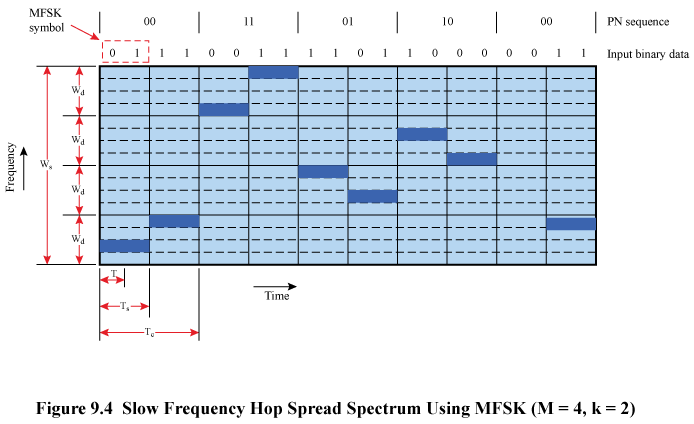 MFSK
symbol
00 11 01 10 00 PN sequence
0 1 1 1 0 0 1 1 1 1 0 1 1 0 0 0 0 0 1 1 Input binary data
Wd
Wd
Ws
Wd
Wd
Frequency
T
Ts
Tc
Time
Figure 9.4 Slow Frequency Hop Spread Spectrum Using MFSK (M = 4, k = 2)